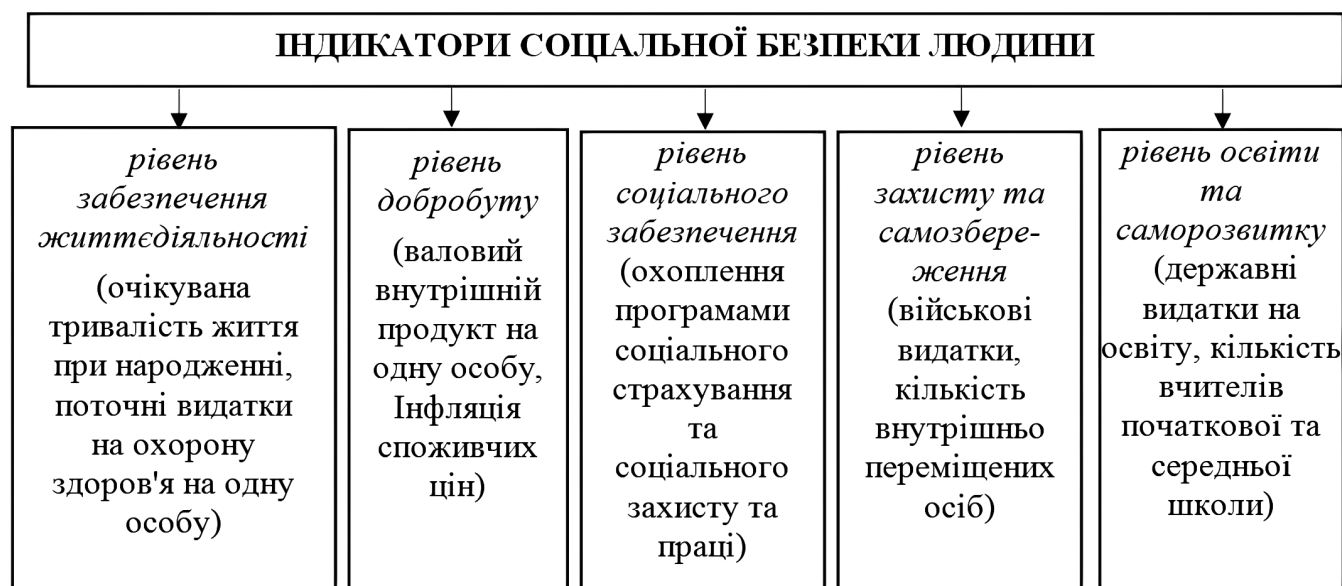 ІНДИКАТОРИ СОЦІАЛЬНОЇ БЕЗПЕКИ ЛЮДИНИ
рівень
забезпечення
життєдіяльності
(очікувана
тривалість життя
при народженні,
поточні видатки
на охорону
здоров'я на одну
особу)
рівень
добробуту
(валовий
внутрішній
продукт на
одну особу,
Інфляція
споживчих
цін)
рівень
соціального
забезпечення
(охоплення
програмами
соціального
страхування
та
соціального
захисту та
праці)
рівень
захисту та
самозбере-
ження
(військові
видатки,
кількість
внутрішньо
переміщених
осіб)
рівень освіти
та
саморозвитку
(державні
видатки на
освіту, кількість
вчителів
початкової та
середньої
школи)